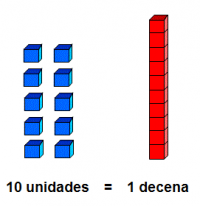 10 unidades = 1 decena